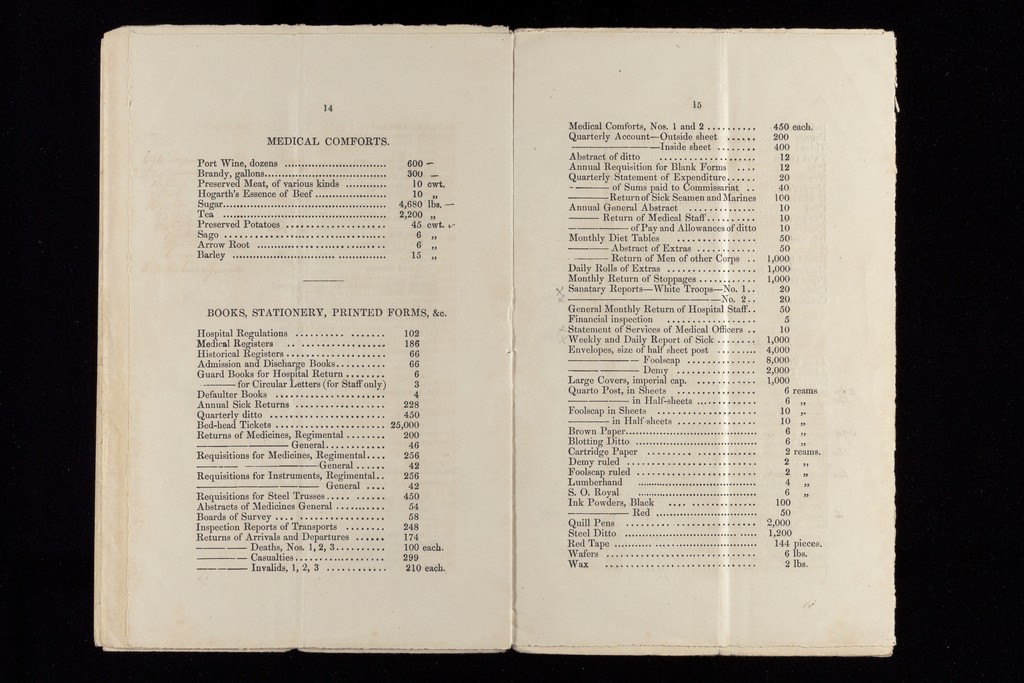 14
MEDICAL COMFORTS.
Port Wine, dozens .............................. 600 —
Brandy, gallons................................... 300 —
Preserved Meat, of various kinds ............ 10 cwt.
Hogarth's Essence of Beef..................... 10 „
Sugar................................................ 4,680 lbs. —
Tea ................................................ 2,200 „
Preserved Potatoes .................... 45 cwt.
Sago ................................................ 6 „
Arrow Root ...................................... 6 „
Barley ............................................. 15 „
BOOKS, STATIONERY, PRINTED FORMS, &c.
Hospital Regulations .......... ........ 102
Medical Registers .. .................... 186
Historical Registers.................... 66
Admission and Discharge Books.......... 66
Guard Books for Hospital Return ........ 6
——— for Circular Letters (for Staff only) 3
Defaulter Books ...................... 4
Annual Sick Returns .................. 228
Quarterly ditto ........................ 450
Bed-head Tickets ...................... 25,000
Returns of Medicines, Regimental ........ 200
——————— General............ 46
Requisitions for Medicines, Regimental.... 256
——— —————— General ...... 42
Requisitions for Instruments, Regimental.. 256
—————————— General .... 42
Requisitions for Steel Trusses............ 450
Abstracts of Medicines General .......... 54
Boards of Survey .... .................. 58
Inspection Reports of Transports ........ 248
Returns of Arrivals and Departures ...... 174
———— Deaths, Nos. 1, 2, 3.......... 100 each.
———— Casualties.................. 299
———— Invalids, 1, 2, 3 ............ 210 each.
15
Medical Comforts, Nos. 1 and 2 .......... 450 each.
Quarterly Account—Outside sheet ...... 200
———————Inside sheet ........ 400
Abstract of ditto .................... 12
Annual Requisition for Blank Forms .... 12
Quarterly Statement of Expenditure...... 20
——— of Sums paid to Commissariat .. 40
———Return of Sick Seamen and Marines 100
Annual General Abstract .............. 10
——— Return of Medical Staff.......... 10
——————of Pay and Allowances of ditto 10
Monthly Diet Tables ................ 50
——— Abstract of Extras ............ 50
——— Return of Men of other Corps .. 1,000
Daily Rolls of Extras .................. 1,000
Monthly Return of Stoppages............ 1,000
Sanatary Reports—White Troops—No. 1.. 20
———————————No. 2.. 20
General Monthly Return of Hospital Staff.. 50
Financial inspection .................. 5
Statement of Services of Medical Officers .. 10
Weekly and Daily Report of Sick ........ 1,000
Envelopes, size of half sheet post ........ 4,000
—————— Foolscap .............. 8,000
—————— Demy .................. 2,000
Large Covers, imperial cap. ............ 1,000
Quarto Post, in Sheets ................ 6 reams
—————— in Half-sheets ............ 6 „
Foolscap in Sheets .................... 10 „
——— in Half-sheets ................ 10 „
Brown Paper........................................ 6 „
Blotting Ditto ..................................... 6 „
Cartridge Paper ...................... 2 reams.
Demy ruled ........................... 2 „
Foolscap ruled ........................ 2 „
Lumberhand ................................... 4 „
S. O. Royal .................................... 6 „
Ink Powders, Black .................. 100
—————— Red .............................. 50
Quill Pens .......................... 2,000
Steel Ditto ....................................... 1,200
Red Tape ........................................ 144 pieces.
Wafers ................................ 6 lbs.
Wax ................................ 2 lbs.